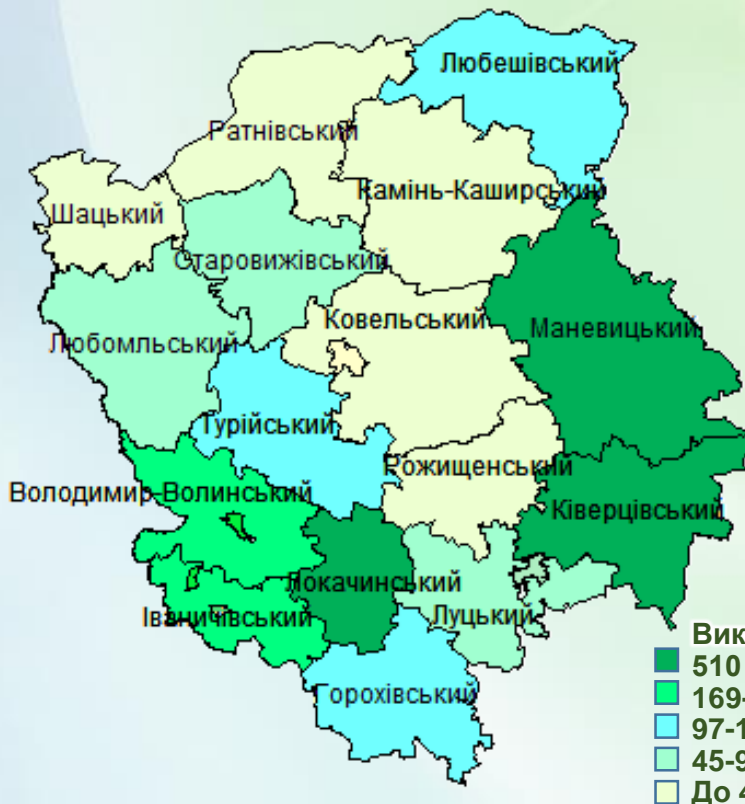 Любешівський
Ратнівський
Камінь-Каширський
Шацький
Старовижівський
Ковельський
Маневицький
Любомльський
Турійський
Рожищенський
Володимир-Волинський
Ківерцівський
Локачинський
Іваничівський
Луцький
Горохівський
Вик
510
169-
97-1
45-9
До 4